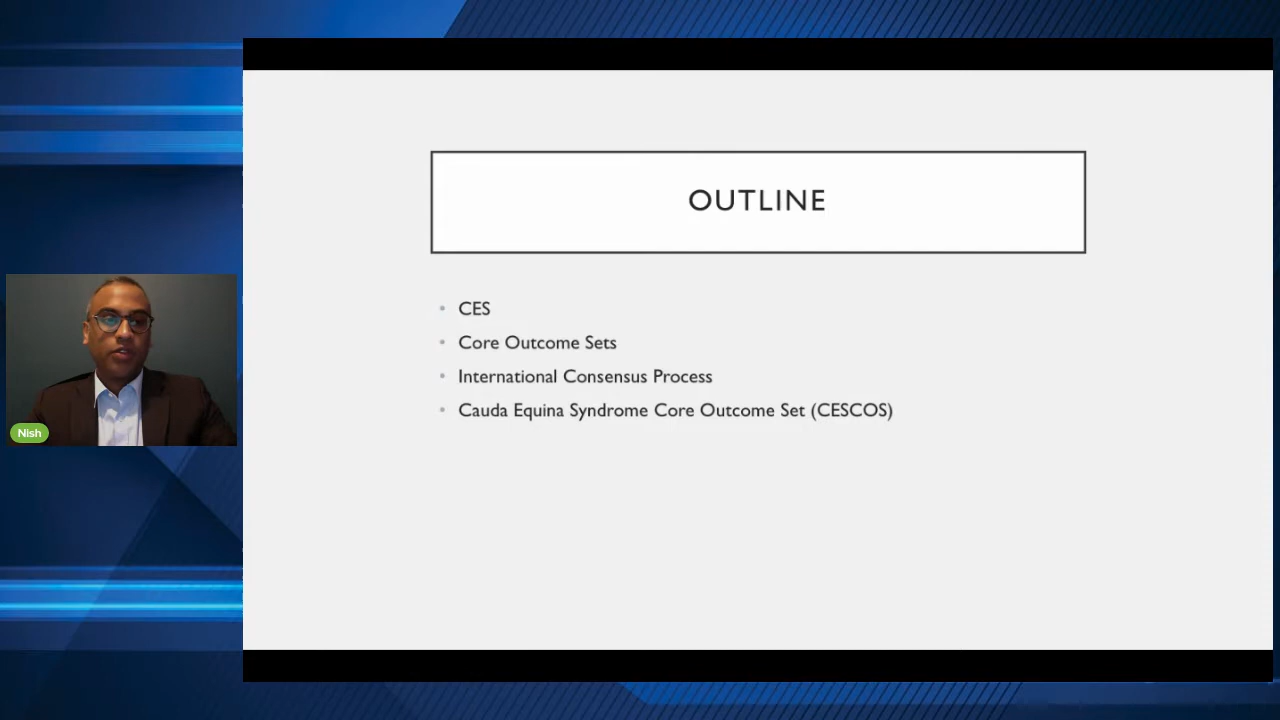 OUTLINE
• CES
• Core Outcome Sets
• International Consensus Process
• Cauda Equina Syndrome Core Outcome Set (CESCOS)
Nish